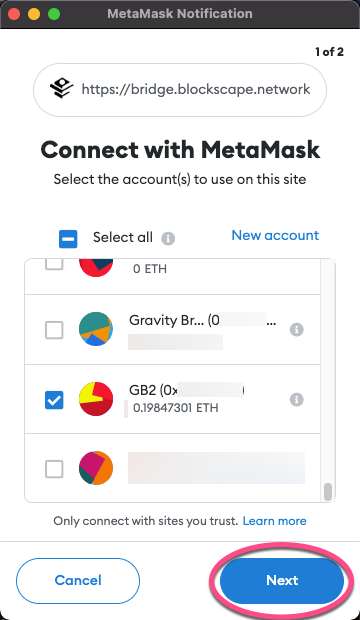 MetaMask Notification
1 of 2
https://bridge.blockscape.network
Connect with MetaMask
Select the account(s) to use on this site
Select all
New account
0 ETH
Gravity Br... (0 ...
GB2 (0x )
0.19847301 ETH
Only connect with sites you trust. Learn more
Cancel
Next